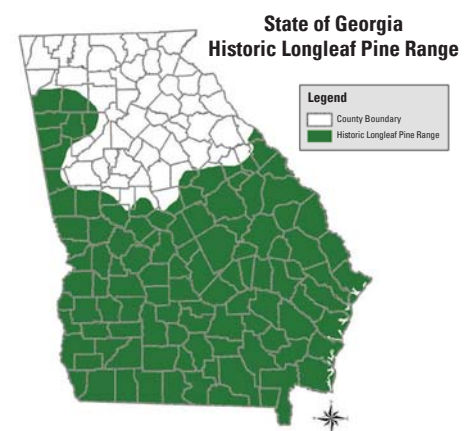 State of Georgia
Historic Longleaf Pine Range
Legend
County Boundary
Historic Longleaf Pine Range